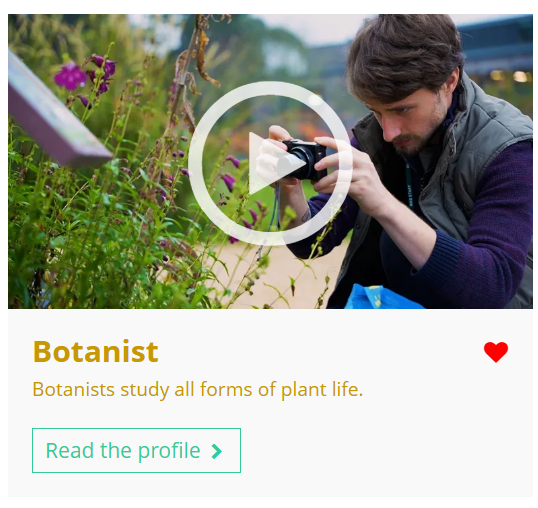 Botanist
Botanists study all forms of plant life.
Read the profile